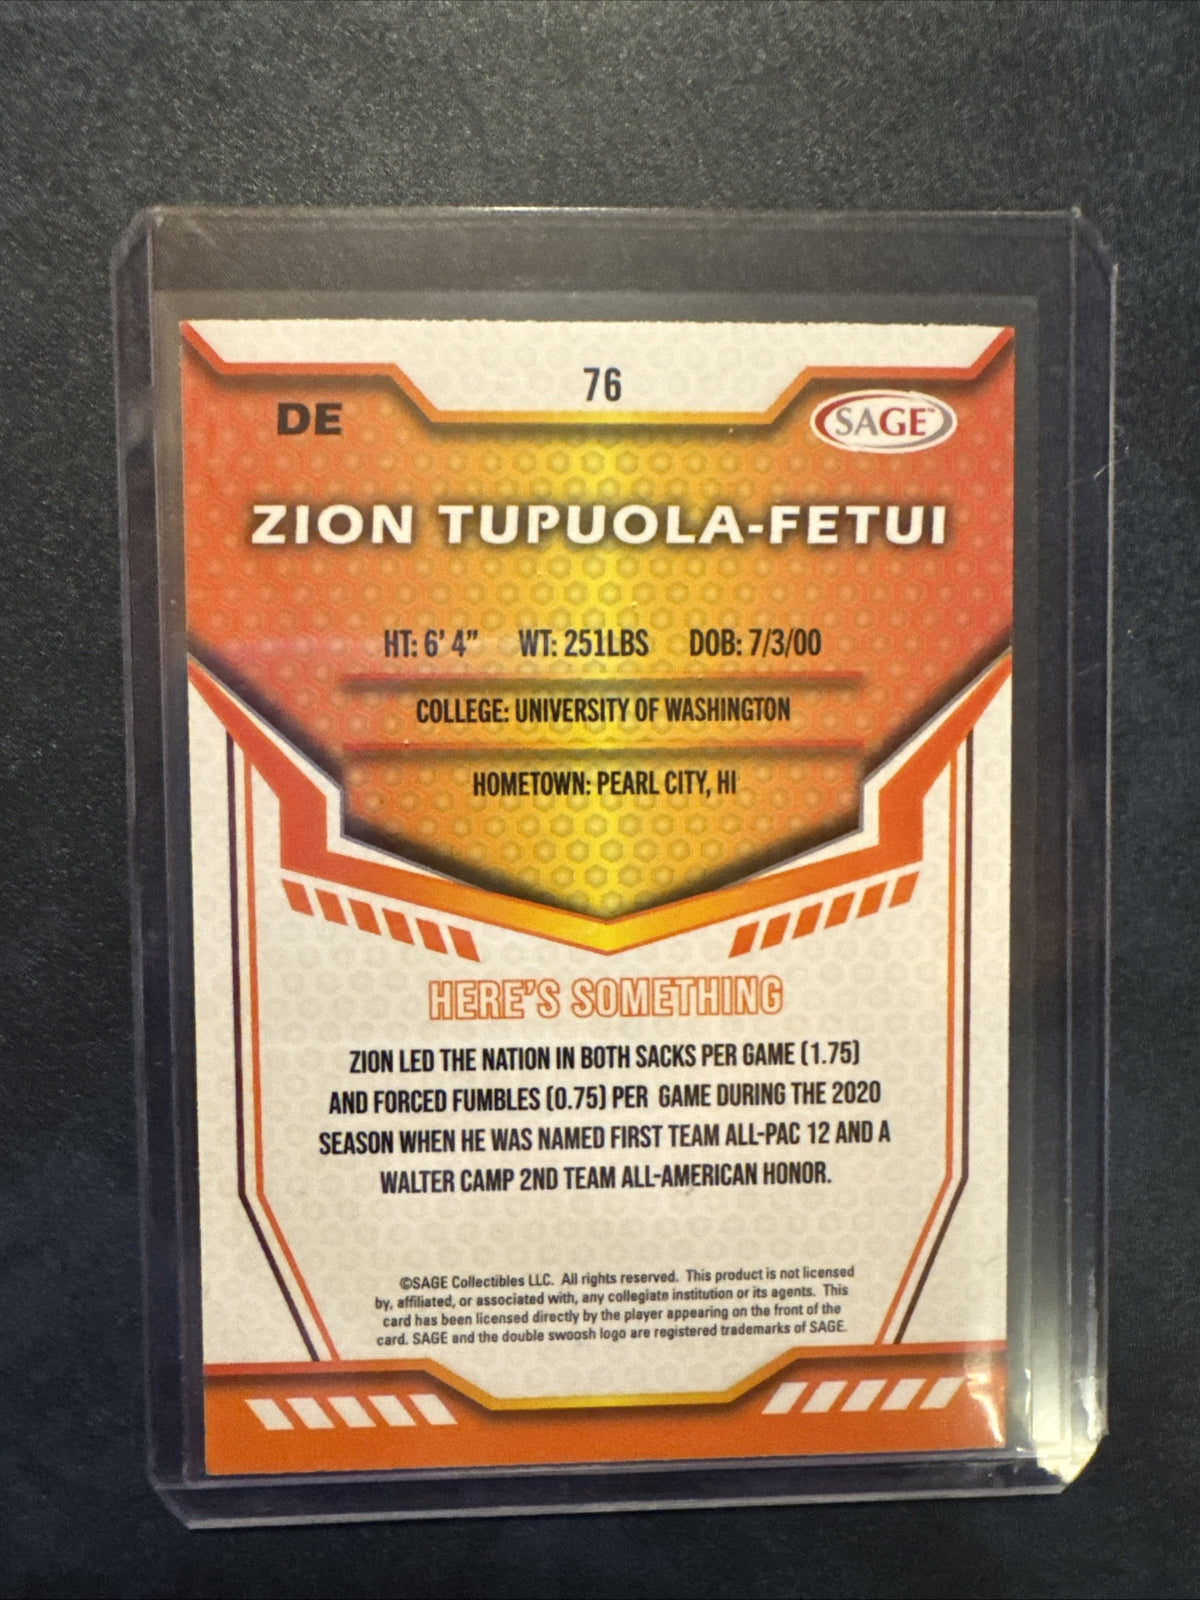 76
DE
SAGE™
ZION TUPUOLA-FETUI
HT: 6' 4" WT: 251LBS DOB: 7/3/00
COLLEGE: UNIVERSITY OF WASHINGTON
HOMETOWN: PEARL CITY, HI
HERE'S SOMETHING
ZION LED THE NATION IN BOTH SACKS PER GAME (1.75)
AND FORCED FUMBLES (0.75) PER GAME DURING THE 2020
SEASON WHEN HE WAS NAMED FIRST TEAM ALL-PAC 12 AND A
WALTER CAMP 2ND TEAM ALL-AMERICAN HONOR.
©SAGE Collectibles LLC. All rights reserved. This product is not licensed
by, affiliated, or associated with, any collegiate institution or its agents. This
card has been licensed directly by the player appearing on the front of the
card. SAGE and the double swoosh logo are registered trademarks of SAGE.